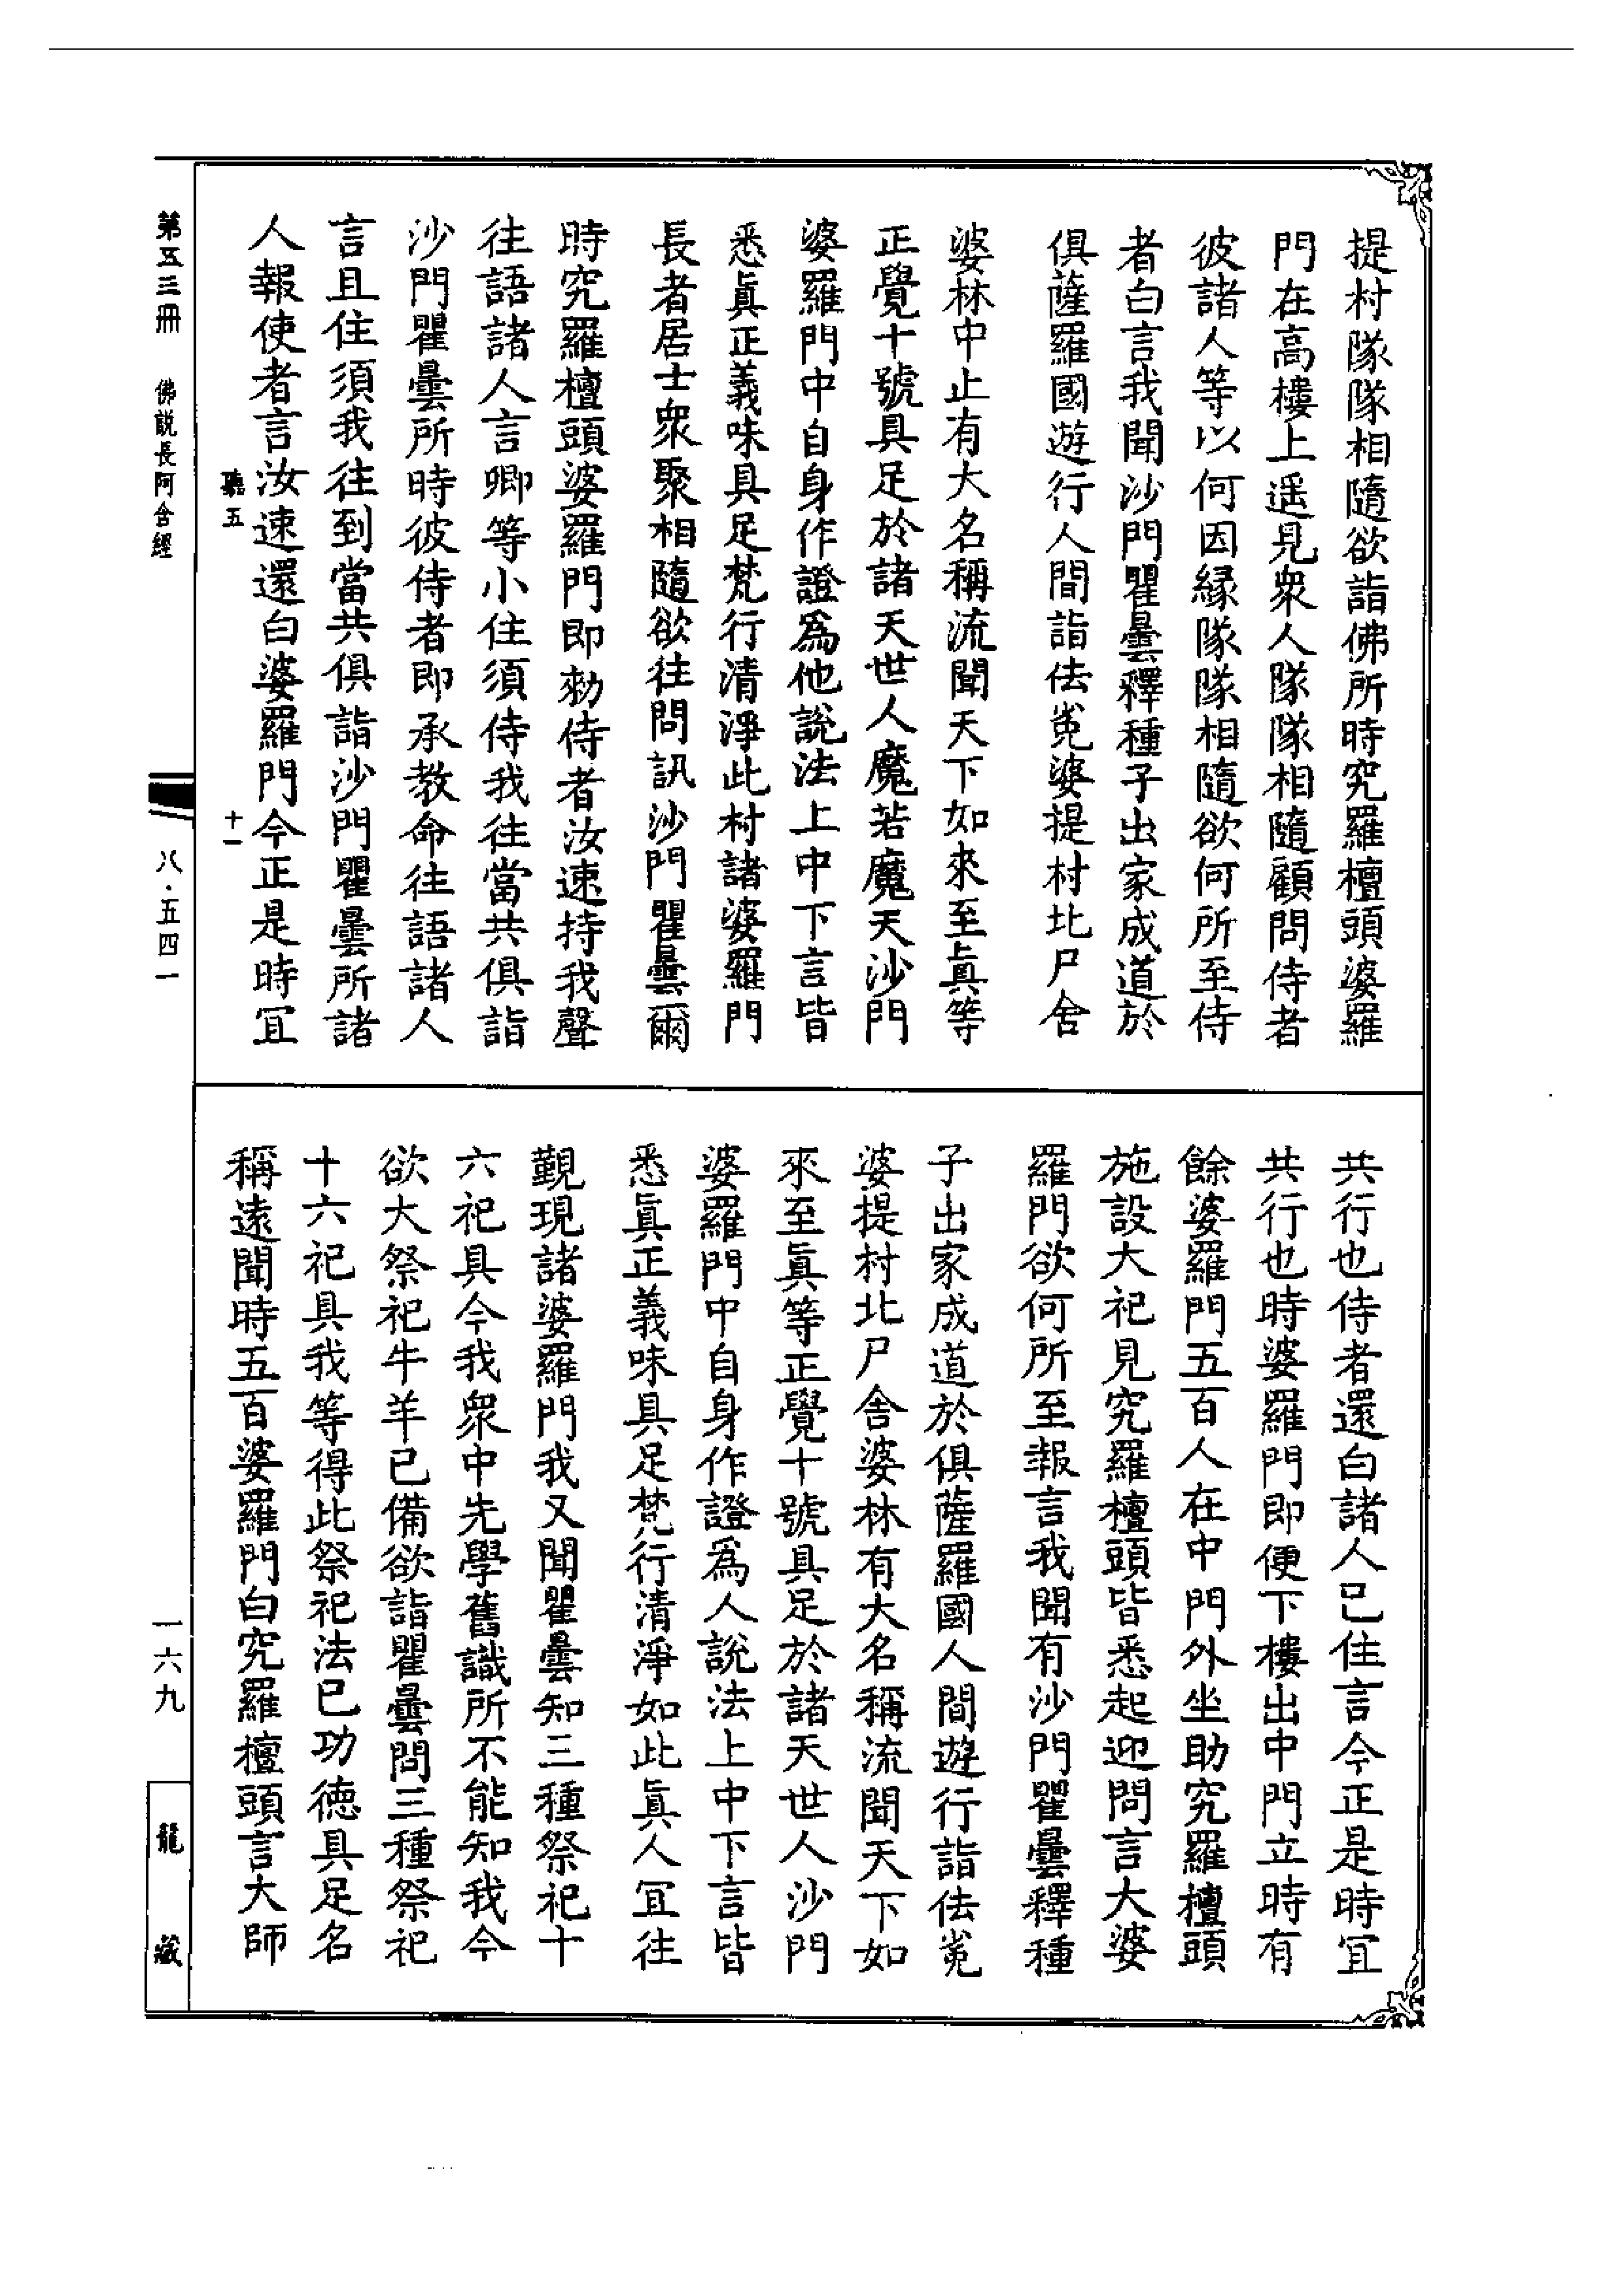 提村隊隊相隨欲詣佛所時究羅檀頭婆羅
門在高樓上遥見衆人隊隊相隨顧問侍者
彼諸人等以何因緣隊隊相隨欲何所至侍
者白言我聞沙門瞿曇釋種子出家成道於
俱薩羅國遊行人間詣佉㝹婆提村北尸舍
婆林中止有大名稱流聞天下如來至眞等
正覺十號具足於諸天世人魔若魔天沙門
婆羅門中自身作證爲他說法上中下言皆
悉眞正義味具足梵行清淨此村諸婆羅門
長者居士衆聚相隨欲往問訊沙門瞿曇爾
時究羅檀頭婆羅門即勑侍者汝速持我聲
往語諸人言卿等小住須侍我往當共俱詣
沙門瞿曇所時彼侍者即承教命往語諸人
言且住須我往到當共俱詣沙門瞿曇所諸
人報使者言汝速還白婆羅門今正是時宜
聽五
十一
共行也侍者還白諸人已住言今正是時宜
共行也時婆羅門即便下樓出中門立時有
餘婆羅門五百人在中門外坐助究羅檀頭
施設大祀見究羅檀頭皆悉起迎問言大婆
羅門欲何所至報言我聞有沙門瞿曇釋種
子出家成道於俱薩羅國人間遊行詣佉㝹
婆提村北尸舍婆林有大名稱流聞天下如
來至眞等正覺十號具足於諸天世人沙門
婆羅門中自身作證爲人說法上中下言皆
悉眞正義味具足梵行清淨如此眞人宜往
覲現諸婆羅門我又聞瞿曇知三種祭祀十
六祀具今我衆中先學舊識所不能知我今
欲大祭祀牛羊已備欲詣瞿曇問三種祭祀
十六祀具我等得此祭祀法已功德具足名
稱遠聞時五百婆羅門白究羅檀頭言大師
第五三冊 佛説長阿含經
八·五四一
一六九
龍藏